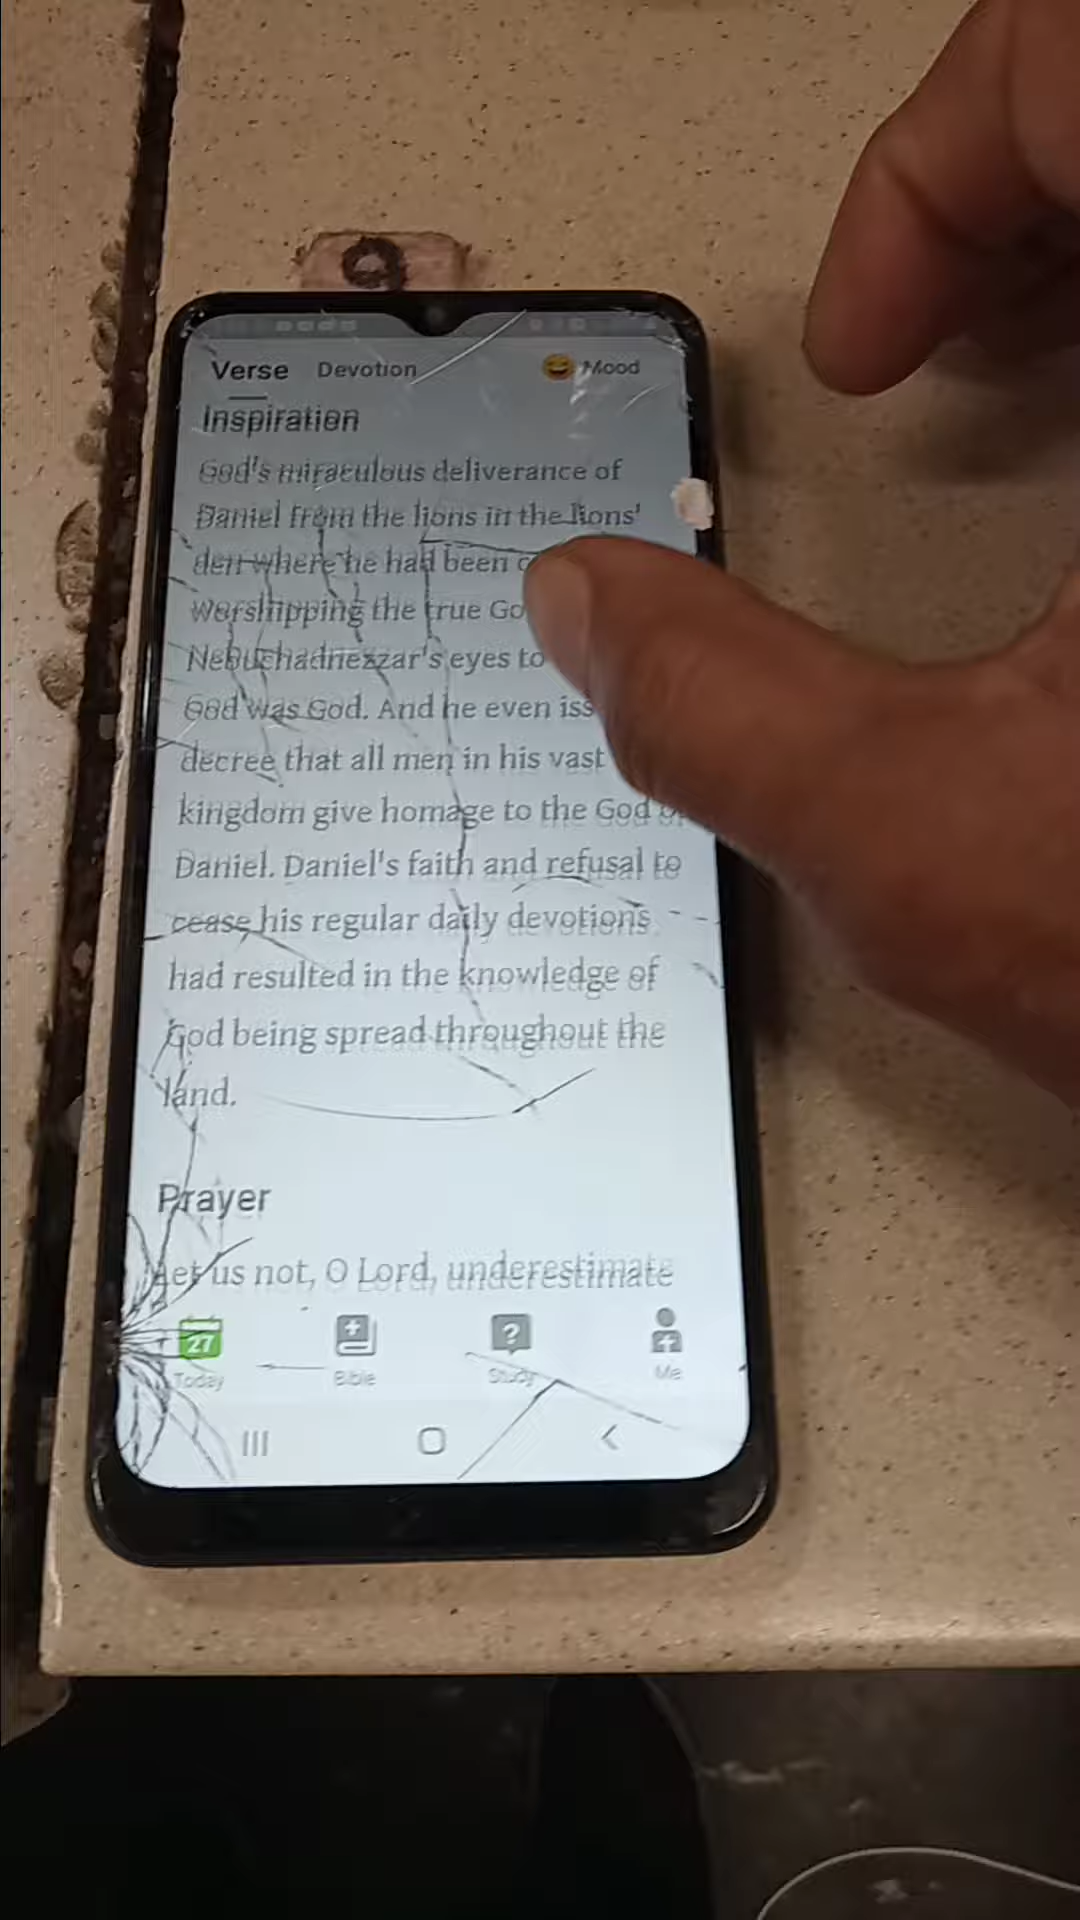 Verse Devotion Mood
Inspiration
God's miraculous deliverance of
Daniel from the lions in the lions'
den where he had been
worshipping the true
Nebuchadnezzar's eyes to
God was God. And he even
decree that all men in his vast
kingdom give homage to the God
Daniel. Daniel's faith and refusal to
cease his regular daily devotions
had resulted in the knowledge of
God being spread throughout the
land.
Prayer
Let us not, O Lord, underestimate
27
Today Bible Study Me